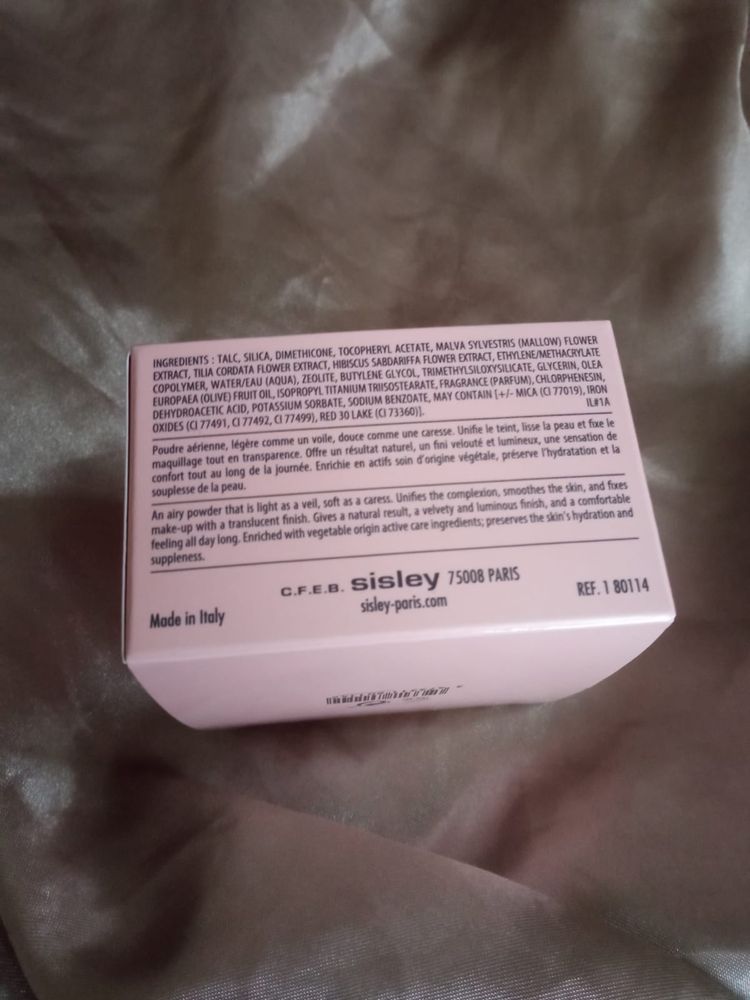 INGREDIENTS : TALC, SILICA, DIMETHICONE, TOCOPHERYL ACETATE, MALVA SYLVESTRIS (MALLOW) FLOWER
EXTRACT, TILIA CORDATA FLOWER EXTRACT, HIBISCUS SABDARIFFA FLOWER EXTRACT, ETHYLENE/METHACRYLATE
COPOLYMER, WATER/EAU (AQUA), ZEOLITE, BUTYLENE GLYCOL, TRIMETHYLSILOXYSILICATE, GLYCERIN, OLEA
EUROPAEA (OLIVE) FRUIT OIL, ISOPROPYL TITANIUM TRIISOSTEARATE, FRAGRANCE (PARFUM), CHLORPHENESIN,
DEHYDROACETIC ACID, POTASSIUM SORBATE, SODIUM BENZOATE, MAY CONTAIN [+/- MICA (CI 77019), IRON
OXIDES (CI 77491, CI 77492, CI 77499), RED 30 LAKE (CI 73360)]. IL#1A
Poudre aérienne, légère comme un voile, douce comme une caresse. Unifie le teint, lisse la peau et fixe le
maquillage tout en transparence. Offre un résultat naturel, un fini velouté et lumineux, une sensation de
confort tout au long de la journée. Enrichie en actifs soin d'origine végétale, préserve l'hydratation et la
souplesse de la peau.
An airy powder that is light as a veil, soft as a caress. Unifies the complexion, smoothes the skin, and fixes
make-up with a translucent finish. Gives a natural result, a velvety and luminous finish, and a comfortable
feeling all day long. Enriched with vegetable origin active care ingredients; preserves the skin's hydration and
suppleness.
C.F.E.B. sisley 75008 PARIS
sisley-paris.com
Made in Italy
REF. 1 80114